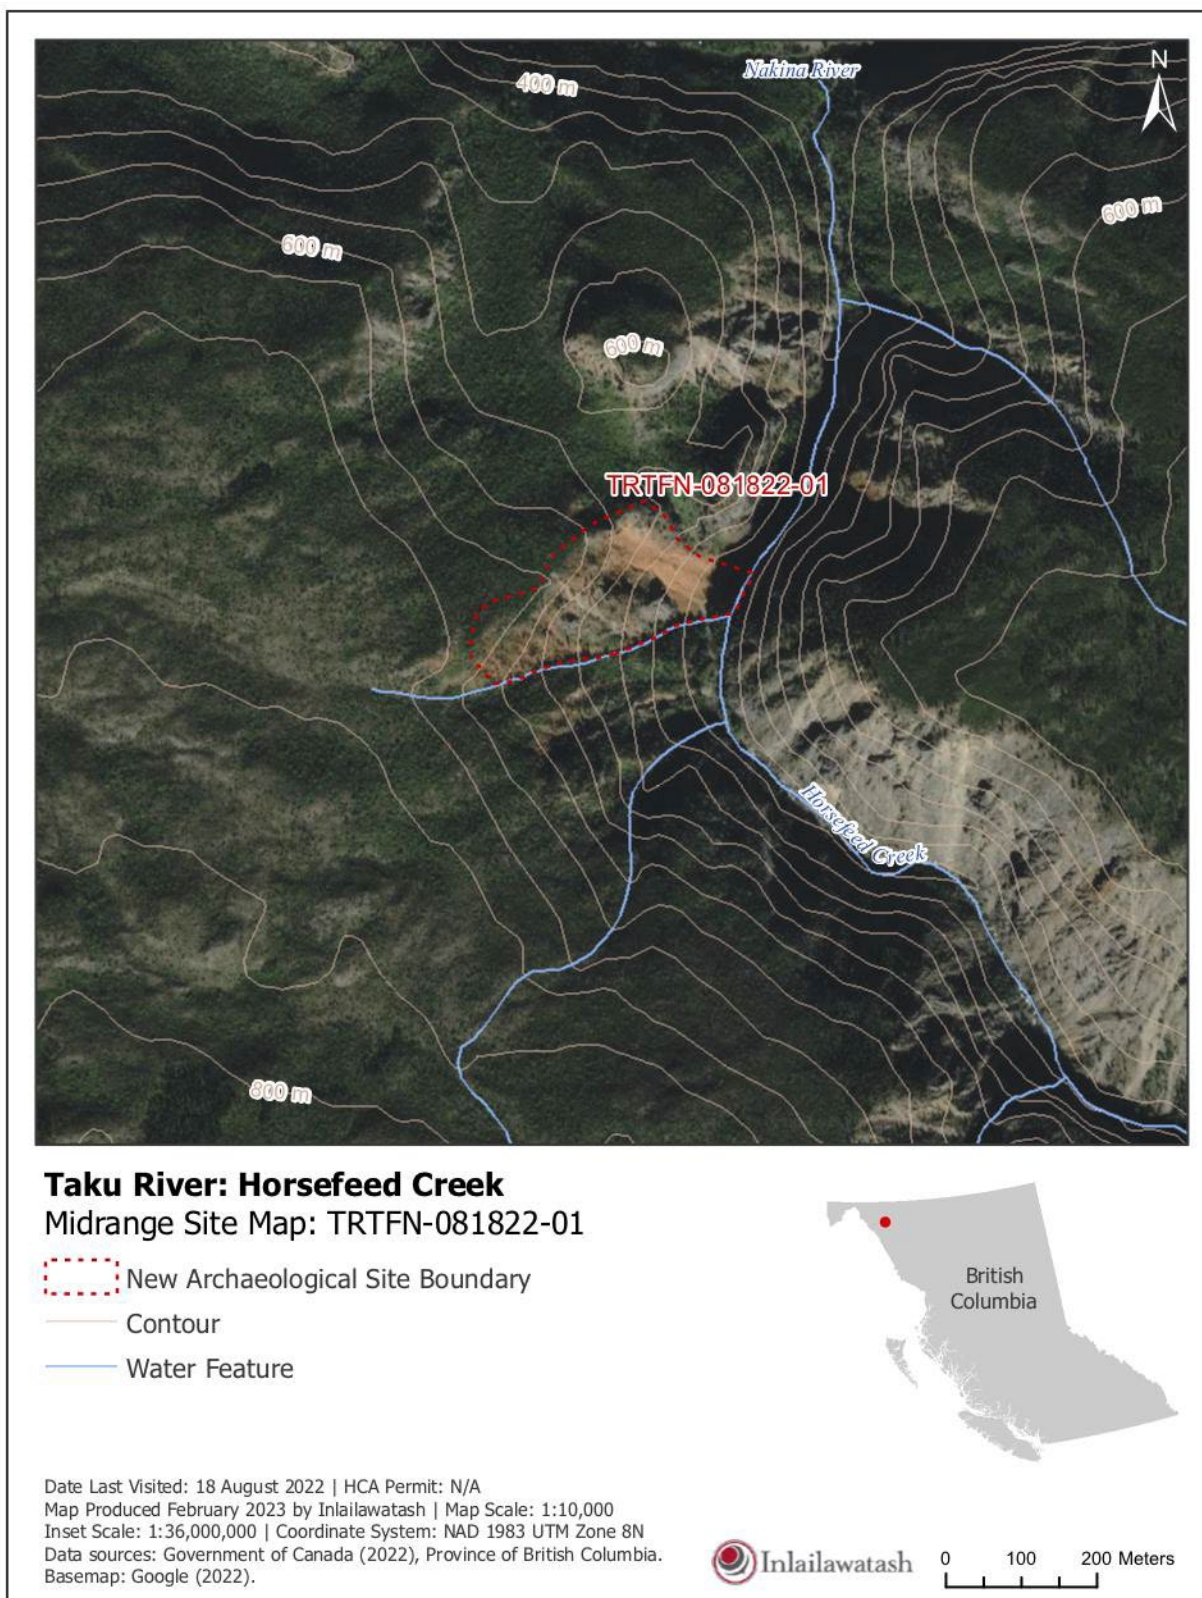 Nakina River
N
400 m
600 m
600 m
600 m
TRTFN-081822-01
Horsefeed Creek
800 m
Taku River: Horsefeed Creek
Midrange Site Map: TRTFN-081822-01
New Archaeological Site Boundary
Contour
Water Feature
British
Columbia
Date Last Visited: 18 August 2022 | HCA Permit: N/A
Map Produced February 2023 by Inlailawatash | Map Scale: 1:10,000
Inset Scale: 1:36,000,000 | Coordinate System: NAD 1983 UTM Zone 8N
Data sources: Government of Canada (2022), Province of British Columbia.
Basemap: Google (2022).
Inlailawatash
0 100 200 Meters